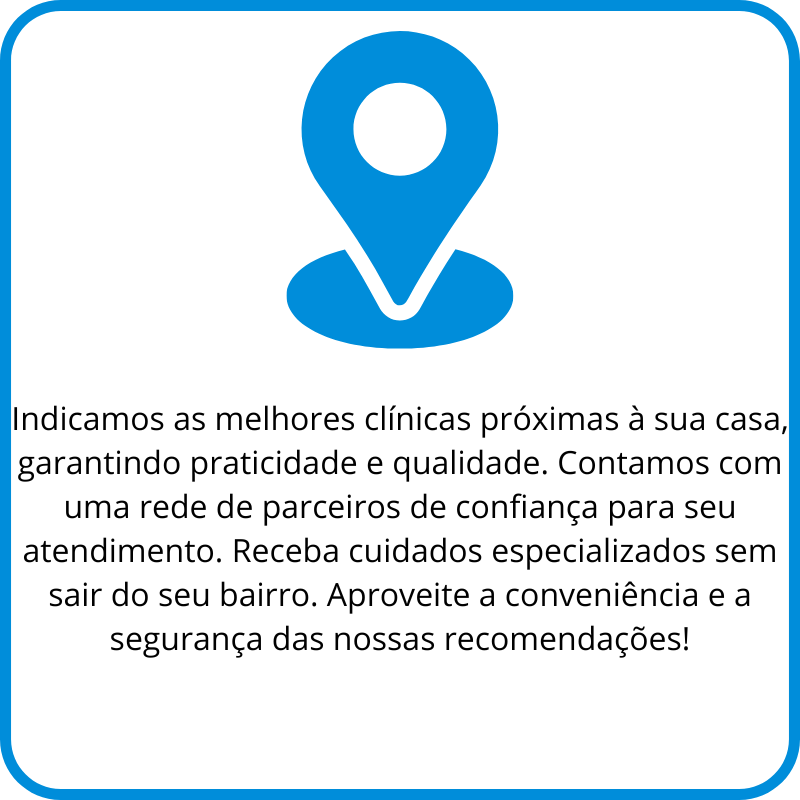 Indicamos as melhores clínicas próximas à sua casa,
garantindo praticidade e qualidade. Contamos com
uma rede de parceiros de confiança para seu
atendimento. Receba cuidados especializados sem
sair do seu bairro. Aproveite a conveniência e a
segurança das nossas recomendações!